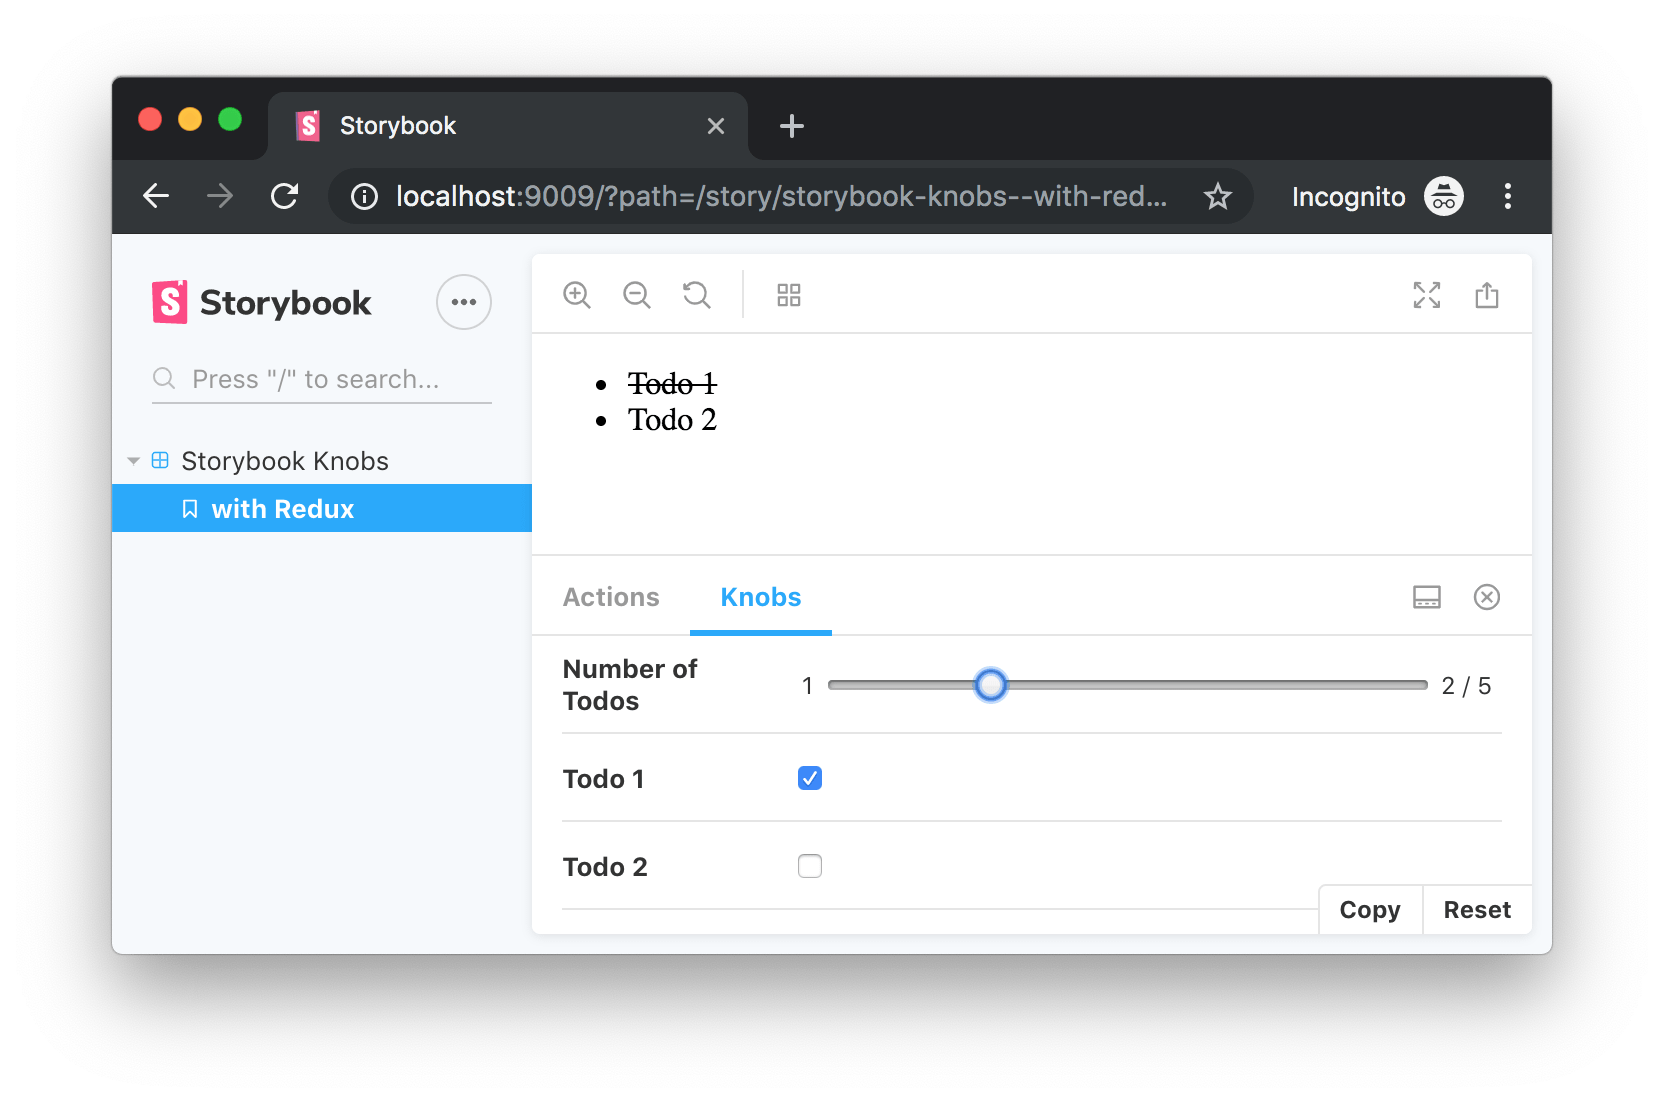 Storybook
localhost:9009/?path=/story/storybook-knobs--with-red...
Incognito
Storybook
Press "/" to search...
Storybook Knobs
with Redux
Todo 1
Todo 2
Actions
Knobs
Number of
Todos
1
2 / 5
Todo 1
Todo 2
Copy
Reset